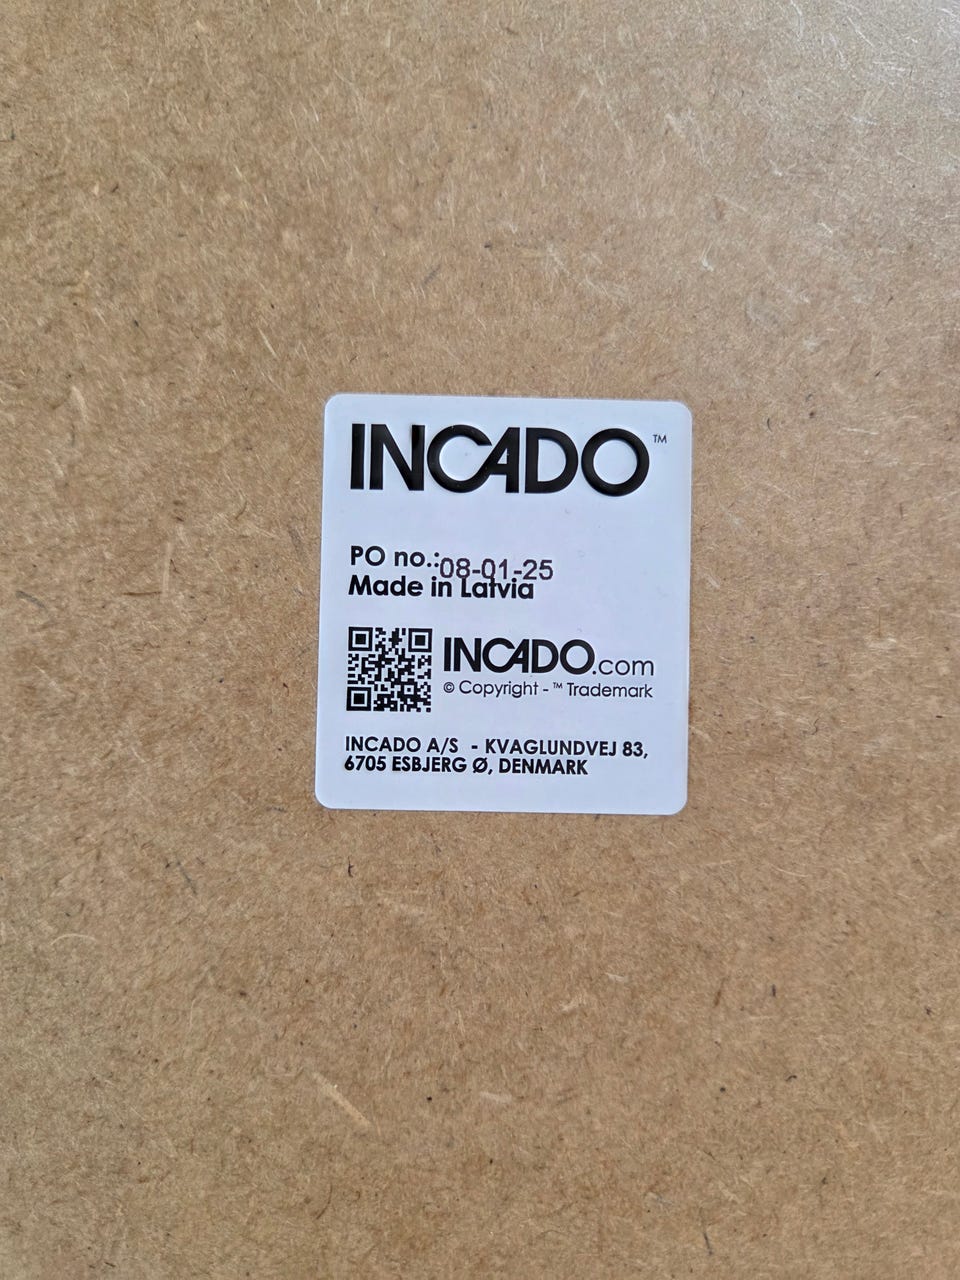 INCADO™
PO no.:08-01-25
Made in Latvia
INCADO.com
© Copyright - ™ Trademark
INCADO A/S - KVAGLUNDVEJ 83,
6705 ESBJERG Ø, DENMARK